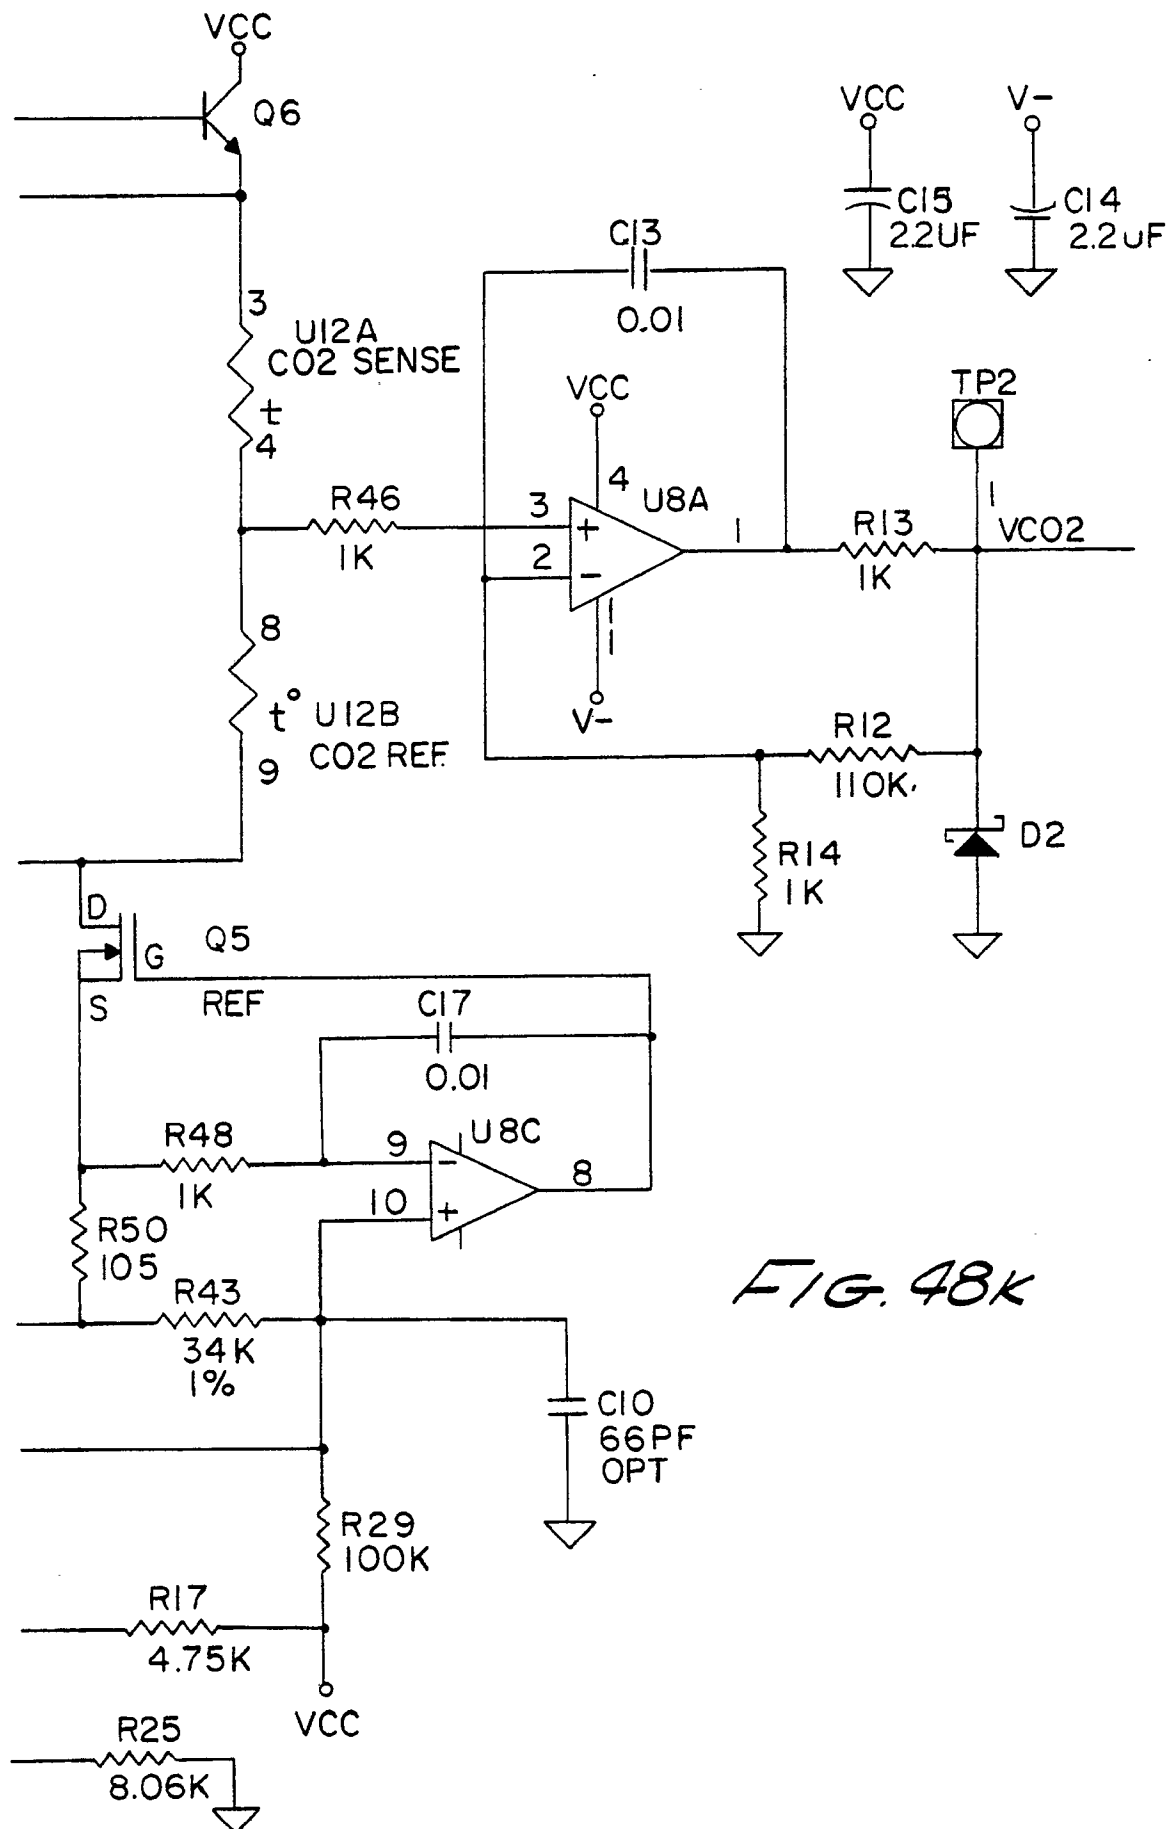 VCC
Q6
VCC
V-
C15
2.2UF
C14
2.2UF
C13
0.01
3
U12A
CO2 SENSE
t
4
VCC
TP2
R46
1K
3
4
U8A
2
1
11
V-
R13
1K
1
VCO2
8
t° U12B
CO2 REF.
9
R12
110K
R14
1K
D2
D
G
Q5
S
REF
C17
0.01
R48
1K
9
U8C
10
8
R50
105
R43
34K
1%
C10
66PF
OPT
R29
100K
R17
4.75K
VCC
R25
8.06K
FIG. 48K